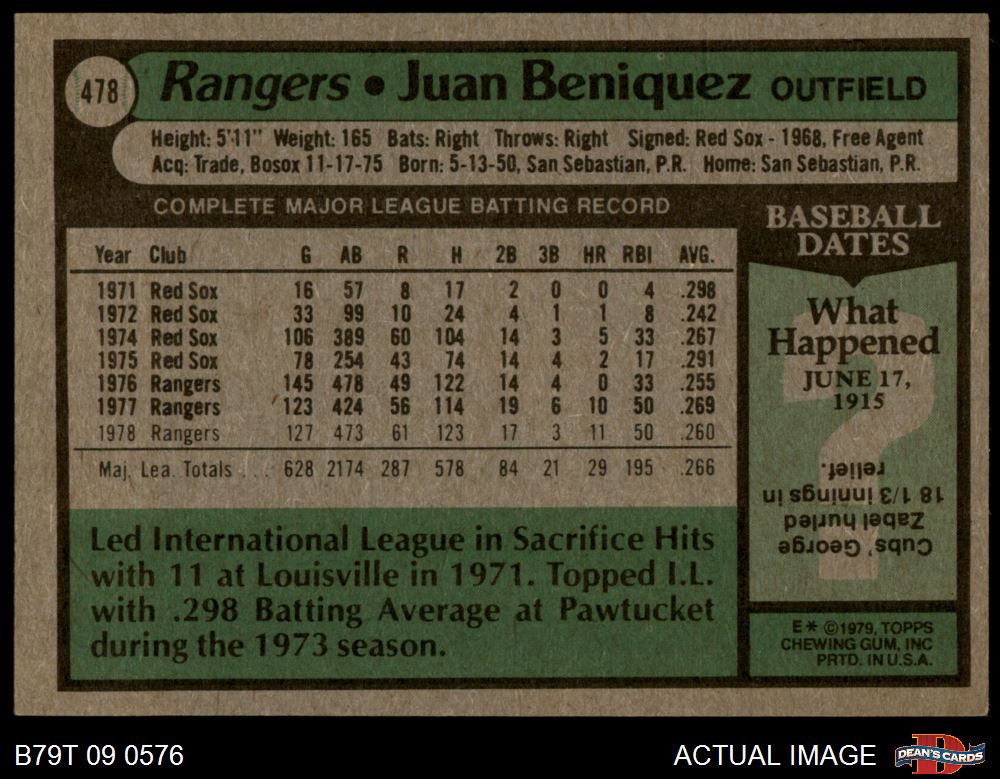 478
Rangers • Juan Beniquez OUTFIELD
Height: 5'11" Weight: 165 Bats: Right Throws: Right Signed: Red Sox - 1968, Free Agent
Acq: Trade, Bosox 11-17-75 Born: 5-13-50, San Sebastian, P.R. Home: San Sebastian, P.R.
COMPLETE MAJOR LEAGUE BATTING RECORD
Year Club G AB R H 2B 3B HR RBI AVG.
1971 Red Sox 16 57 8 17 2 0 0 4 .298
1972 Red Sox 33 99 10 24 4 1 1 8 .242
1974 Red Sox 106 389 60 104 14 3 5 33 .267
1975 Red Sox 78 254 43 74 14 4 2 17 .291
1976 Rangers 145 478 49 122 14 4 0 33 .255
1977 Rangers 123 424 56 114 19 6 10 50 .269
1978 Rangers 127 473 61 123 17 3 11 50 .260
Maj. Lea. Totals . . . 628 2174 287 578 84 21 29 195 .266
Led International League in Sacrifice Hits
with 11 at Louisville in 1971. Topped I.L.
with .298 Batting Average at Pawtucket
during the 1973 season.
BASEBALL
DATES
What
Happened
JUNE 17,
1915
Cubs' George
Zabel hurled
18 1/3 innings in
relief.
E* ©1979, TOPPS
CHEWING GUM, INC
PRTD. IN U.S.A.
B79T 09 0576
ACTUAL IMAGE
DEAN'S CARDS